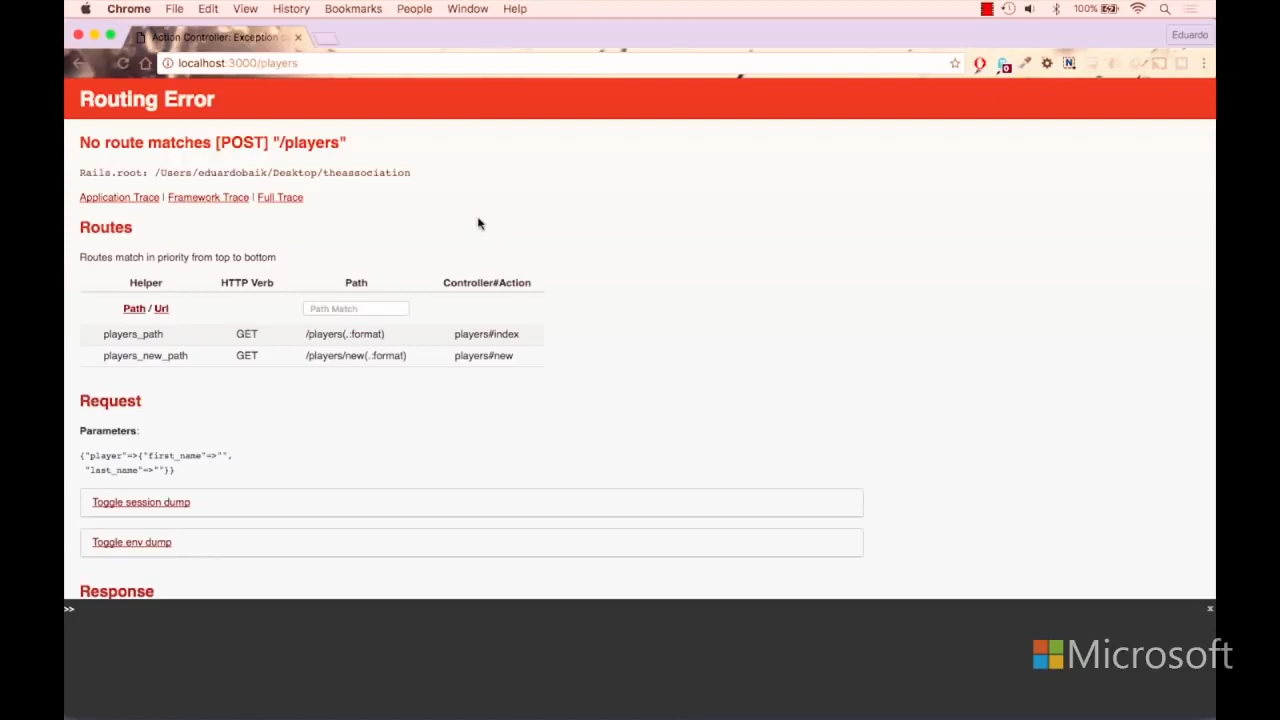 Chrome File Edit View History Bookmarks People Window Help 100%
Action Controller: Exception Eduardo
localhost:3000/players
Routing Error
No route matches [POST] "/players"
Rails.root: /Users/eduardobaik/Desktop/theassociation
Application Trace | Framework Trace | Full Trace
Routes
Routes match in priority from top to bottom
Helper HTTP Verb Path Controller#Action
Path / Url Path Match
players_path GET /players(.:format) players#index
players_new_path GET /players/new(.:format) players#new
Request
Parameters:
{"player"=>{"first_name"=>"",
"last_name"=>""}}
Toggle session dump
Toggle env dump
Response
>> x
Microsoft